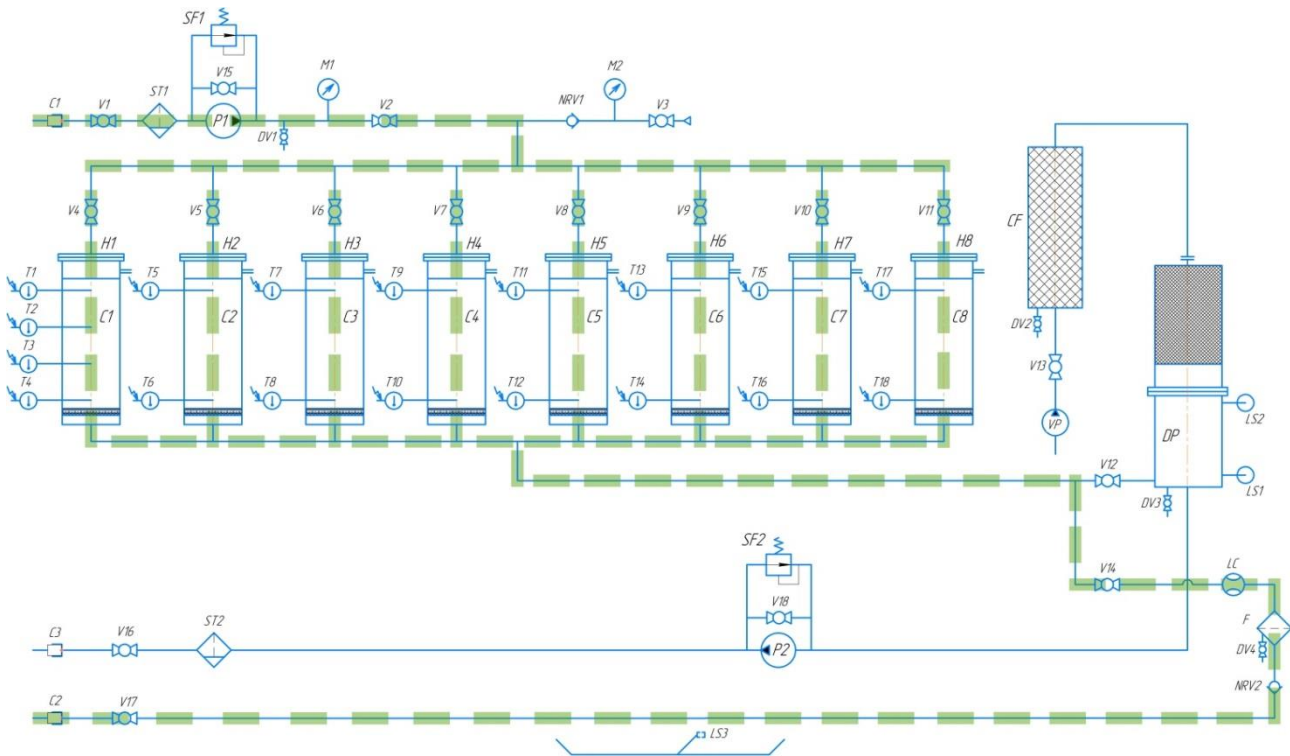 SF1
V15
C1 V1 ST1 P1 DV1 M1 V2 NRV1 M2 V3
V4 V5 V6 V7 V8 V9 V10 V11 CF
H1 H2 H3 H4 H5 H6 H7 H8
T1 T5 T7 T9 T11 T13 T15 T17
T2 C1 C2 C3 C4 C5 C6 C7 C8 DV2
T3 V13
T4 T6 T8 T10 T12 T14 T16 T18
VP DP LS2
V12 DV3 LS1
SF2
V14 LC
V18 F
C3 V16 ST2 P2 DV4
NRV2
C2 V17
LS3